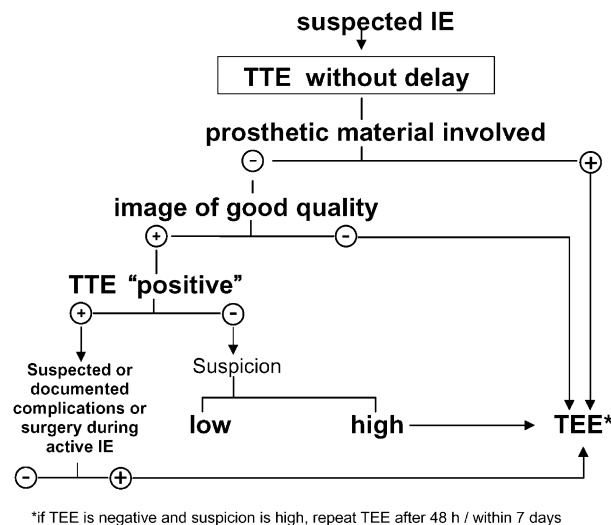 suspected IE
TTE without delay
prosthetic material involved
- +
image of good quality
+ -
TTE “positive”
+ -
Suspected or
documented
complications or
surgery during
active IE
Suspicion
low high TEE*
- +
*if TEE is negative and suspicion is high, repeat TEE after 48 h / within 7 days